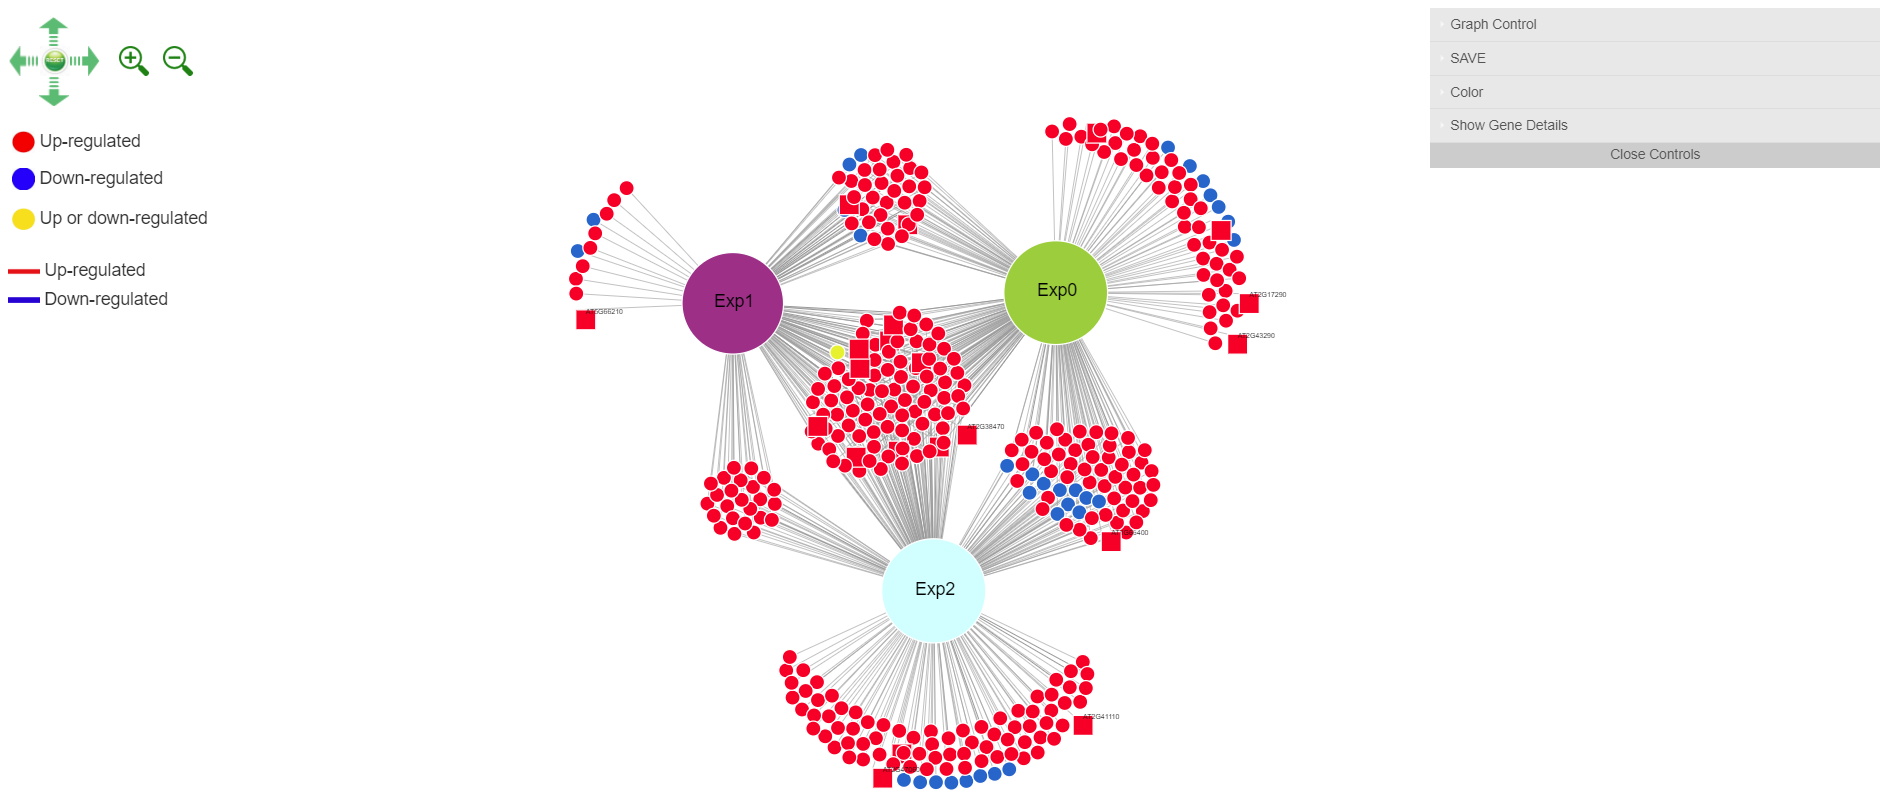 RESET
Up-regulated
Down-regulated
Up or down-regulated
Up-regulated
Down-regulated
Graph Control
SAVE
Color
Show Gene Details
Close Controls
Exp1
Exp0
AT2G17290
AT5G66210
AT2G43290
AT2G38470
Exp2
AT2G41110